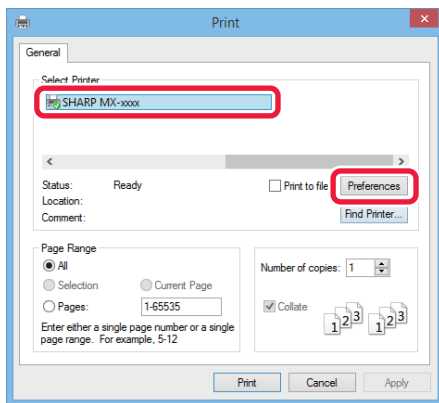 Print
General
Select Printer
SHARP MX-xxxx
Status: Ready
Print to file
Preferences
Location:
Comment:
Find Printer...
Page Range
All
Selection
Current Page
Pages: 1-65535
Enter either a single page number or a single
page range. For example, 5-12
Number of copies: 1
Collate
1 2 3 1 2 3
Print Cancel Apply